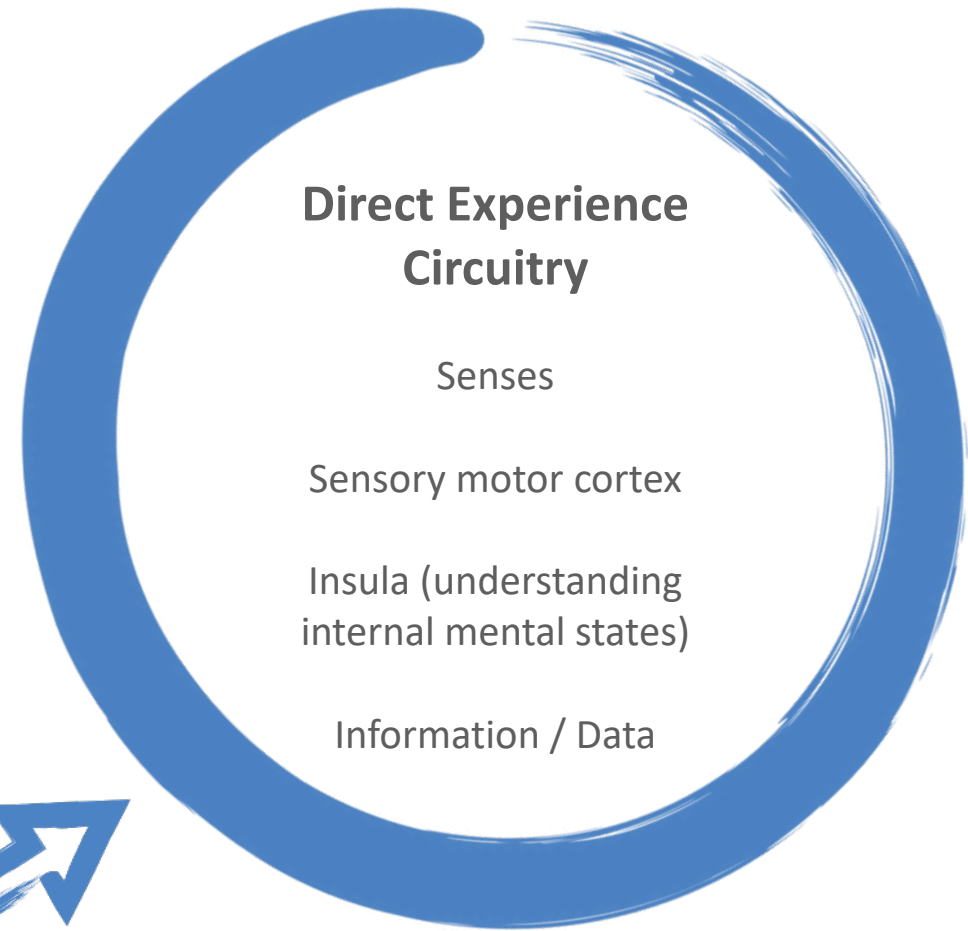 Direct Experience
Circuitry
Senses
Sensory motor cortex
Insula (understanding
internal mental states)
Information / Data